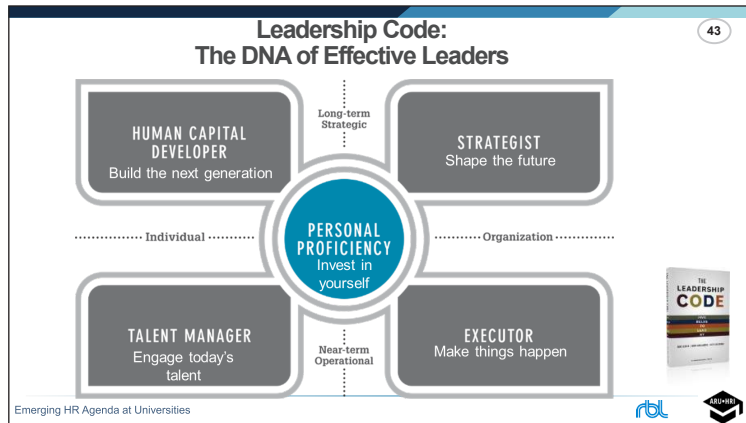 Leadership Code:
The DNA of Effective Leaders
43
Long-term
Strategic
HUMAN CAPITAL
DEVELOPER
Build the next generation
STRATEGIST
Shape the future
Individual
PERSONAL
PROFICIENCY
Invest in
yourself
Organization
TALENT MANAGER
Engage today's
talent
Near-term
Operational
EXECUTOR
Make things happen
THE
LEADERSHIP
CODE
Emerging HR Agenda at Universities
rbl
ARU•HRI